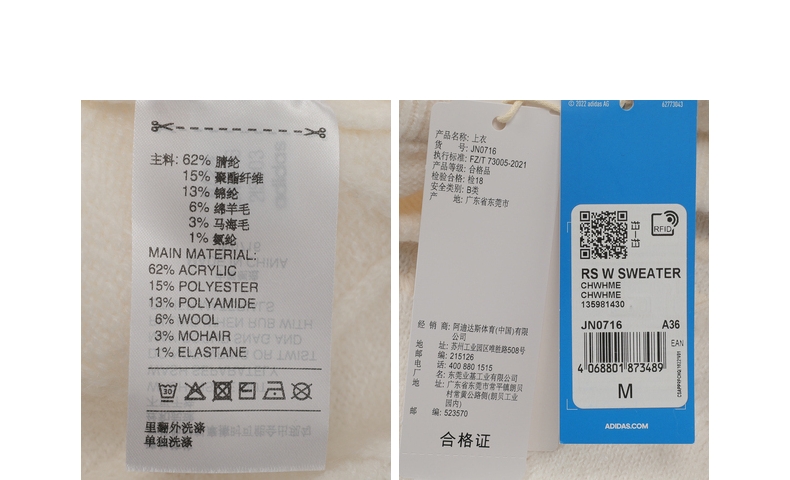 主料: 62% 腈纶
15% 聚酯纤维
13% 锦纶
6% 绵羊毛
3% 马海毛
1% 氨纶
MAIN MATERIAL:
62% ACRYLIC
15% POLYESTER
13% POLYAMIDE
6% WOOL
3% MOHAIR
1% ELASTANE
里翻外洗涤
单独洗涤
产品名称: 上衣
货 号: JN0716
执行标准: FZ/T 73005-2021
产品等级: 合格品
检验合格: 检18
安全类别: B类
产 地: 广东省东莞市
经 销 商: 阿迪达斯体育(中国)有限
公司
地 址: 苏州工业园区唯胜路508号
邮 编: 215126
电 话: 400 880 1515
厂 名: 东莞业基工业有限公司
地 址: 广东省东莞市常平镇朗贝
村常黄公路侧(朗贝工业
园内)
邮 编: 523570
合格证
© 2022 adidas AG
62773043
RFID
RS W SWEATER
CHWHME
CHWHME
135981430
JN0716 A36
EAN
4 068801 873489
M
ADIDAS.COM